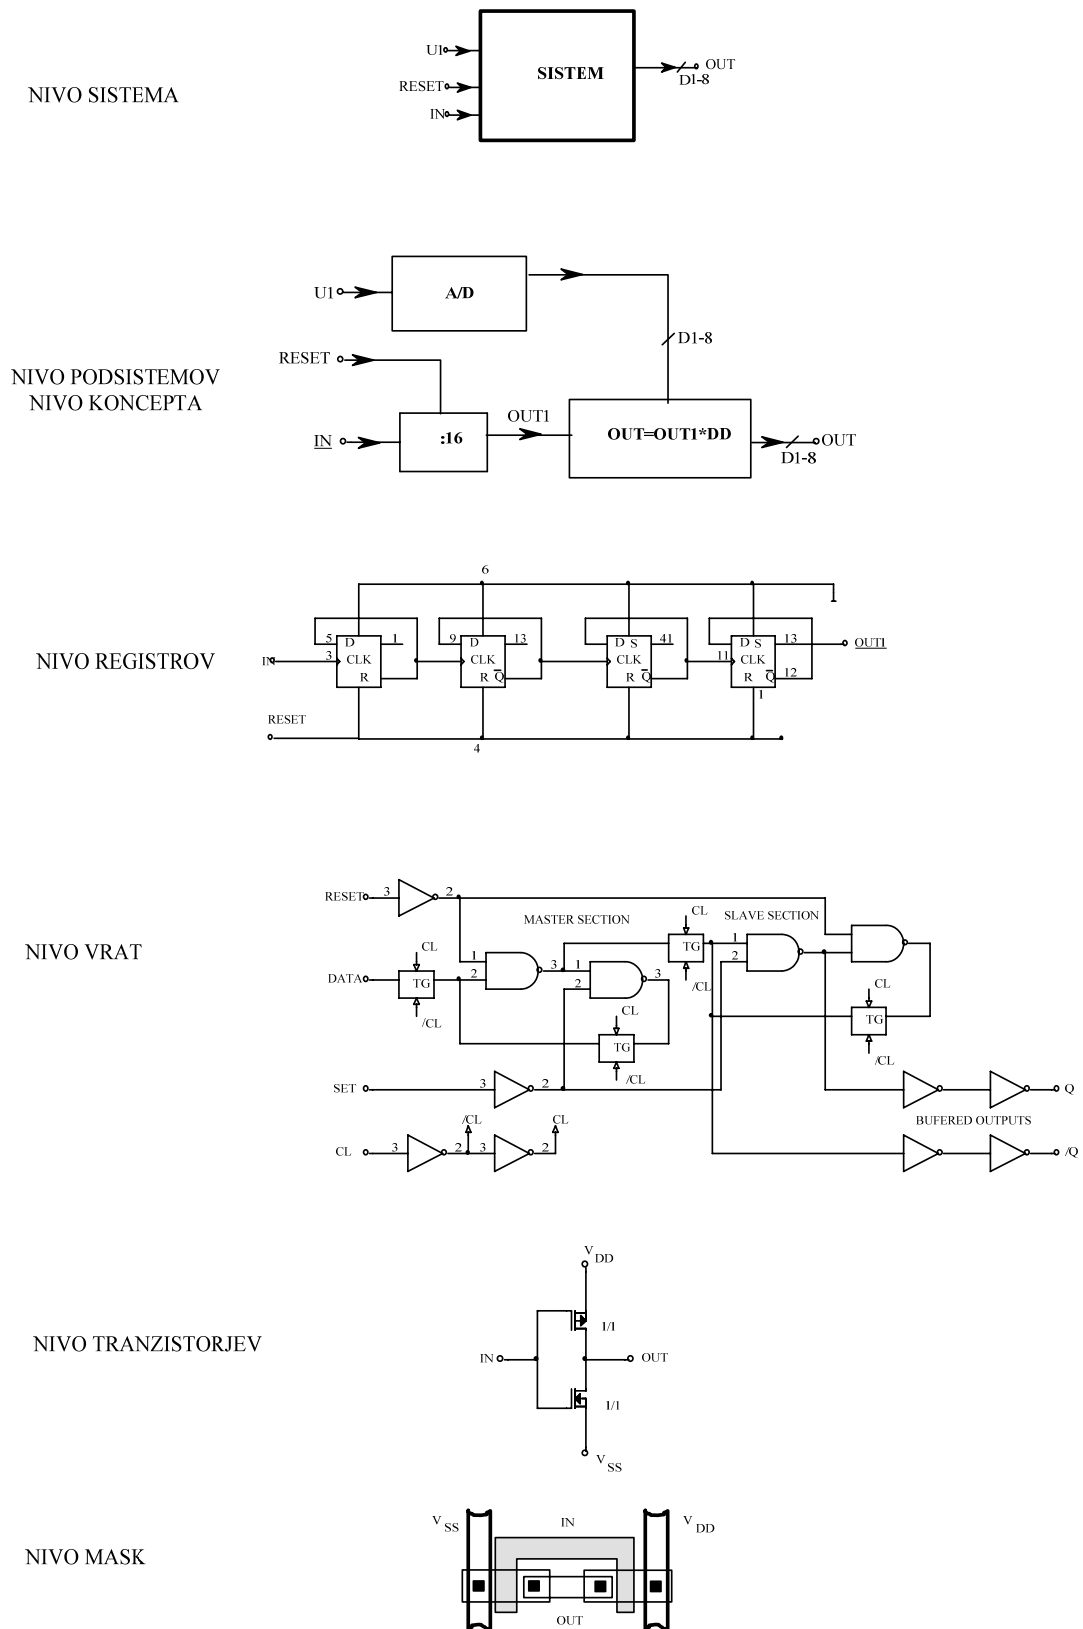 NIVO SISTEMA
U1
RESET
IN
SISTEM
OUT
D1-8
NIVO PODSISTEMOV
NIVO KONCEPTA
U1
A/D
D1-8
RESET
IN
:16
OUT1
OUT=OUT1*DD
OUT
D1-8
NIVO REGISTROV
6
5 D 1
3 CLK
R
9 D 13
CLK
R Q
D S 41
CLK
R Q
D S 13
11 CLK
R Q 12
1
IN
OUT1
RESET
4
NIVO VRAT
RESET 3 2
MASTER SECTION
CL
SLAVE SECTION
CL
DATA
TG
/CL
1
2
3
1
2
3
TG
/CL
1
2
CL
TG
/CL
CL
TG
/CL
SET 3 2
Q
/CL
CL
BUFERED OUTPUTS
CL 3 2 3 2
/Q
NIVO TRANZISTORJEV
V DD
1/1
IN
OUT
1/1
V SS
NIVO MASK
V SS
IN
V DD
OUT